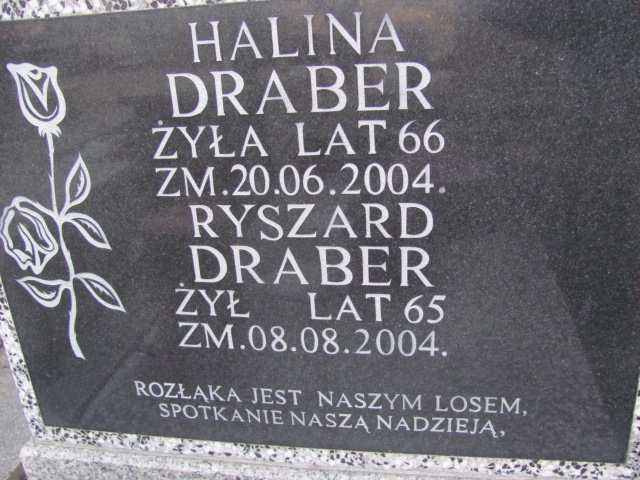 HALINA
DRABER
ŻYŁA LAT 66
ZM.20.06.2004.
RYSZARD
DRABER
ŻYŁ LAT 65
ZM.08.08.2004.
ROZŁĄKA JEST NASZYM LOSEM,
SPOTKANIE NASZĄ NADZIEJĄ,